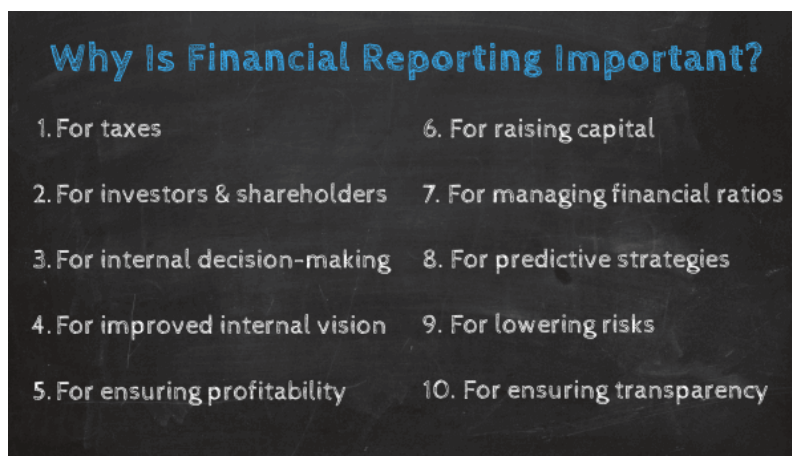 Why Is Financial Reporting Important?
1. For taxes
2. For investors & shareholders
3. For internal decision-making
4. For improved internal vision
5. For ensuring profitability
6. For raising capital
7. For managing financial ratios
8. For predictive strategies
9. For lowering risks
10. For ensuring transparency